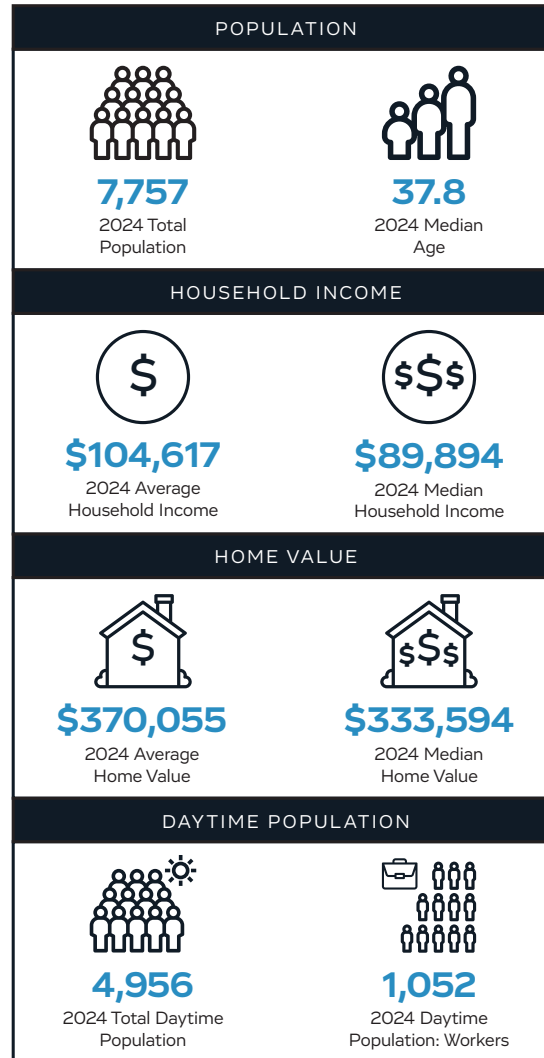 POPULATION
7,757
2024 Total
Population
37.8
2024 Median
Age
HOUSEHOLD INCOME
$
$104,617
2024 Average
Household Income
$$$
$89,894
2024 Median
Household Income
HOME VALUE
$
$370,055
2024 Average
Home Value
$$$
$333,594
2024 Median
Home Value
DAYTIME POPULATION
4,956
2024 Total Daytime
Population
1,052
2024 Daytime
Population: Workers